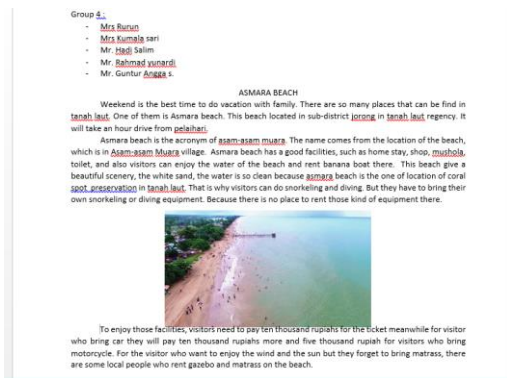 Group 4 :
- Mrs Rurun
- Mrs Kumala sari
- Mr. Hadi Salim
- Mr. Rahmad yunardi
- Mr. Guntur Angga s.
ASMARA BEACH
Weekend is the best time to do vacation with family. There are so many places that can be find in
tanah laut. One of them is Asmara beach. This beach located in sub-district jorong in tanah laut regency. It
will take an hour drive from pelaihari.
Asmara beach is the acronym of asam-asam muara. The name comes from the location of the beach,
which is in Asam-asam Muara village. Asmara beach has a good facilities, such as home stay, shop, mushola,
toilet, and also visitors can enjoy the water of the beach and rent banana boat there. This beach give a
beautiful scenery, the white sand, the water is so clean because asmara beach is the one of location of coral
spot preservation in tanah laut. That is why visitors can do snorkeling and diving. But they have to bring their
own snorkeling or diving equipment. Because there is no place to rent those kind of equipment there.
To enjoy those facilities, visitors need to pay ten thousand rupiahs for the ticket meanwhile for visitor
who bring car they will pay ten thousand rupiahs more and five thousand rupiah for visitors who bring
motorcycle. For the visitor who want to enjoy the wind and the sun but they forget to bring matrass, there
are some local people who rent gazebo and matrass on the beach.